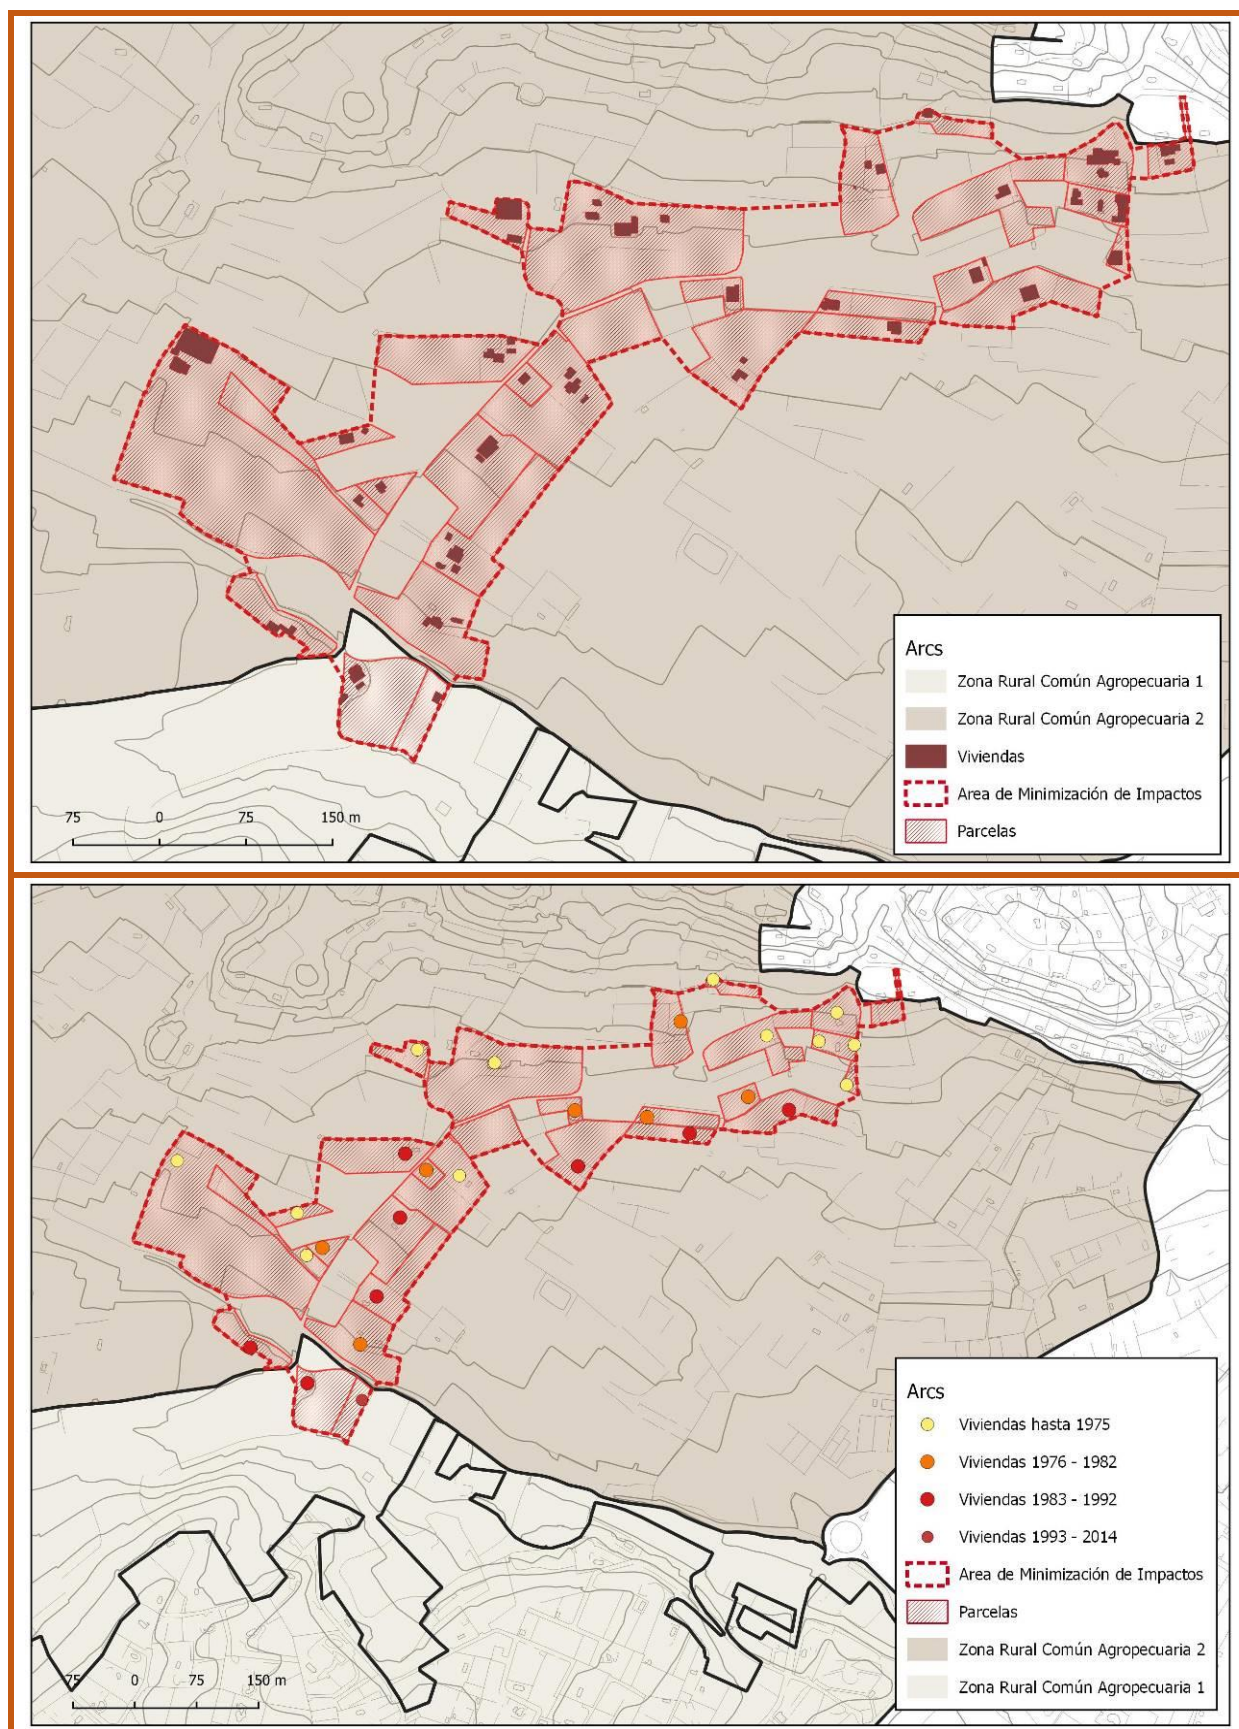 Arcs
Zona Rural Común Agropecuaria 1
Zona Rural Común Agropecuaria 2
Viviendas
Area de Minimización de Impactos
Parcelas
75 0 75 150 m
Arcs
Viviendas hasta 1975
Viviendas 1976 - 1982
Viviendas 1983 - 1992
Viviendas 1993 - 2014
Area de Minimización de Impactos
Parcelas
Zona Rural Común Agropecuaria 2
Zona Rural Común Agropecuaria 1
75 0 75 150 m